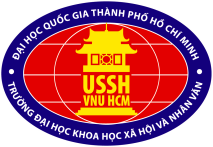 ĐẠI HỌC QUỐC GIA THÀNH PHỐ HỒ CHÍ MINH
USSH
VNU HCM
TRƯỜNG ĐẠI HỌC KHOA HỌC XÃ HỘI VÀ NHÂN VĂN